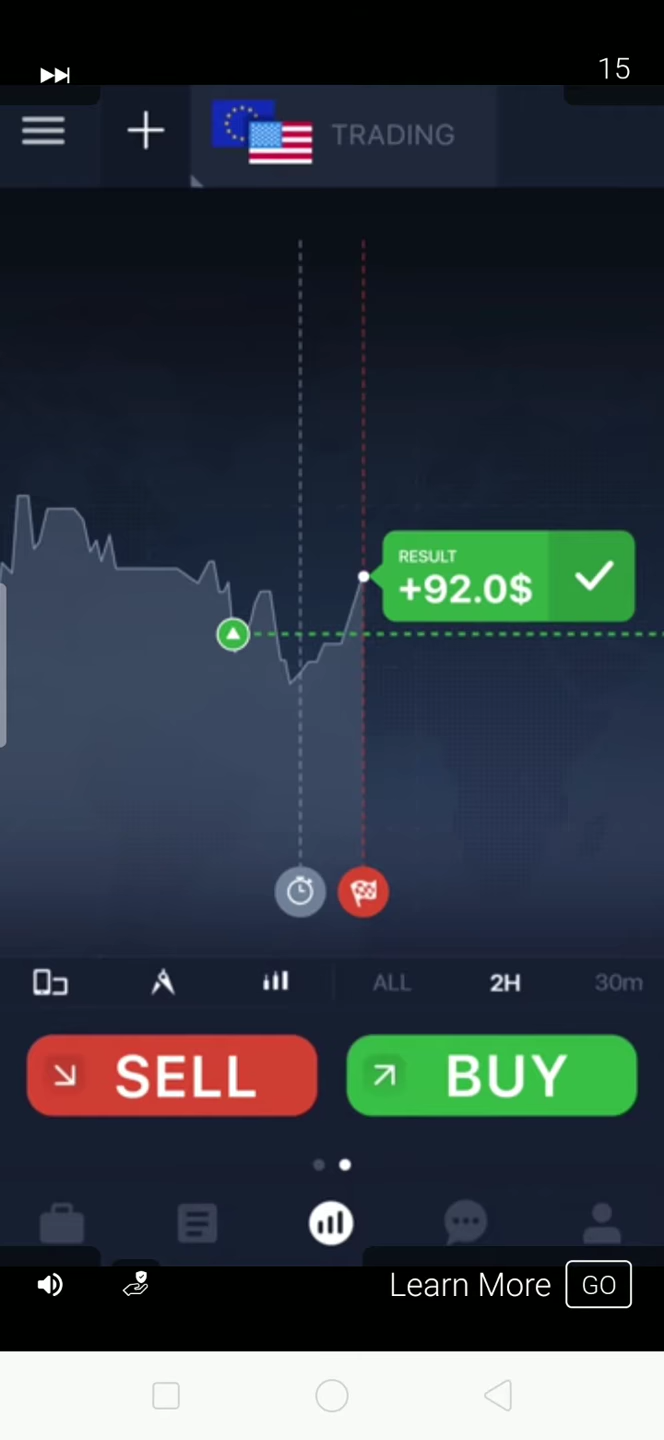 15
TRADING
RESULT
+92.0$
ALL 2H 30m
SELL BUY
Learn More GO